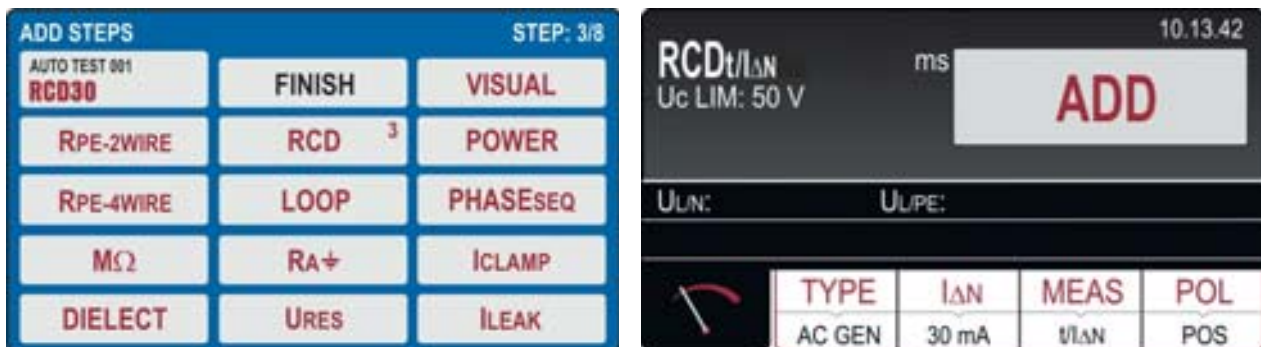 ADD STEPS STEP: 3/8
AUTO TEST 001
RCD30
FINISH
VISUAL
RPE-2WIRE
RCD 3
POWER
RPE-4WIRE
LOOP
PHASESEQ
MΩ
RA⏚
ICLAMP
DIELECT
URES
ILEAK
10.13.42
RCDt/IΔN ms
ADD
UC LIM: 50 V
UL/N: UL/PE:
TYPE IΔN MEAS POL
AC GEN 30 mA t/IΔN POS